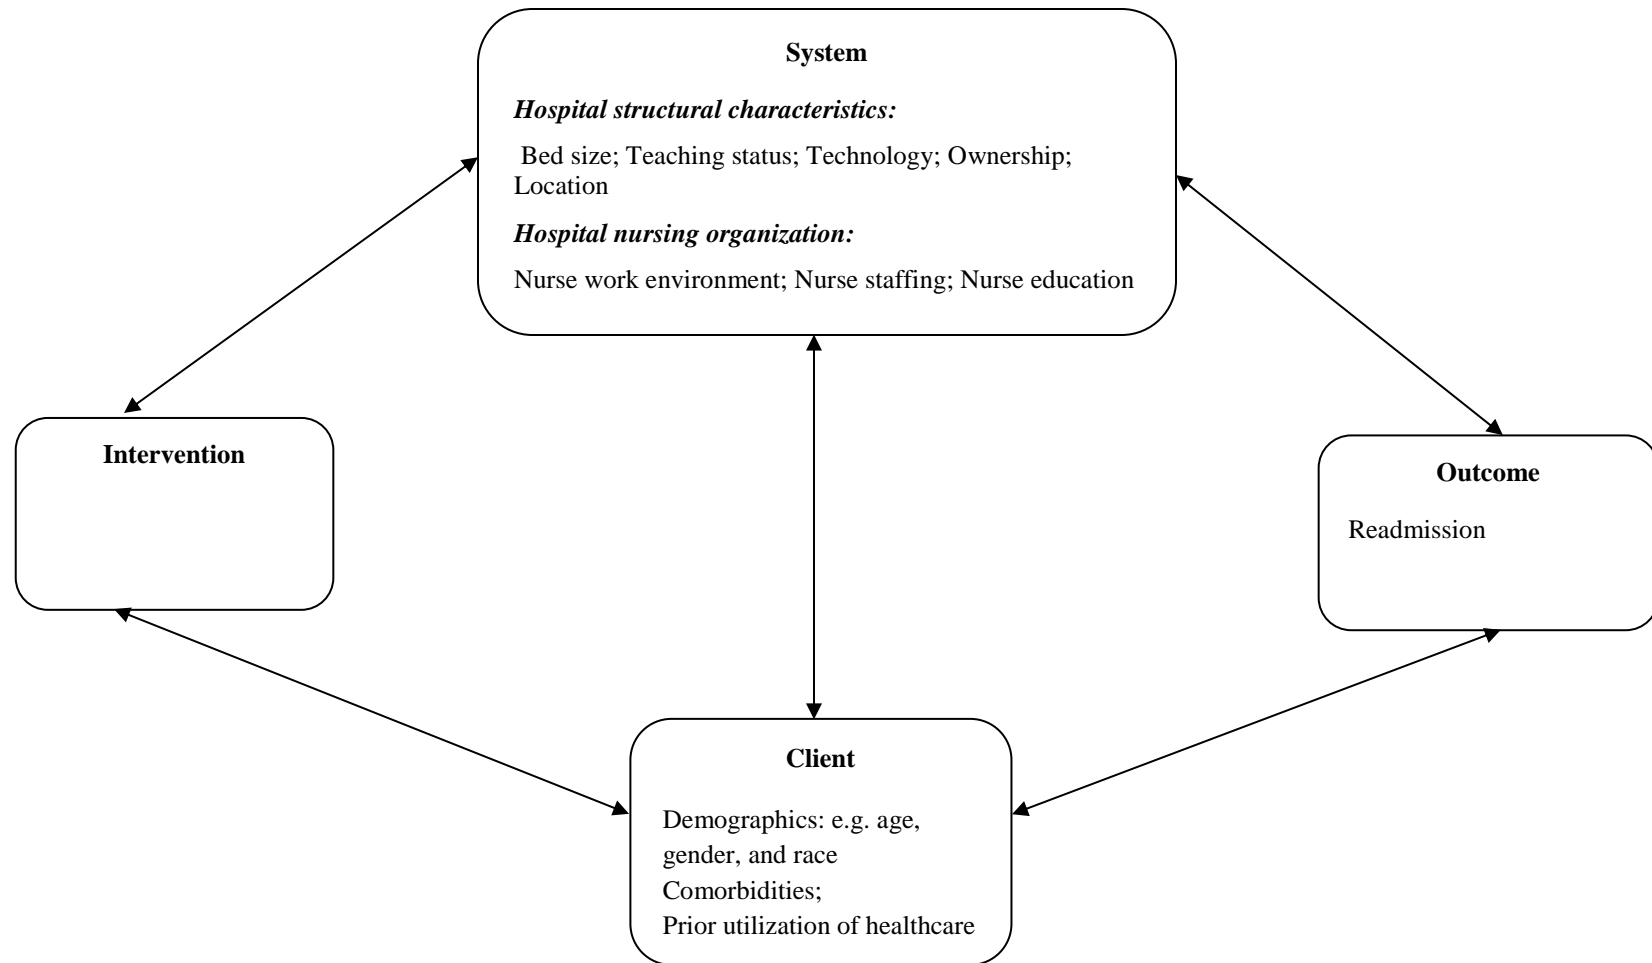 System
Hospital structural characteristics:
Bed size; Teaching status; Technology; Ownership;
Location
Hospital nursing organization:
Nurse work environment; Nurse staffing; Nurse education
Intervention
Outcome
Readmission
Client
Demographics: e.g. age,
gender, and race
Comorbidities;
Prior utilization of healthcare